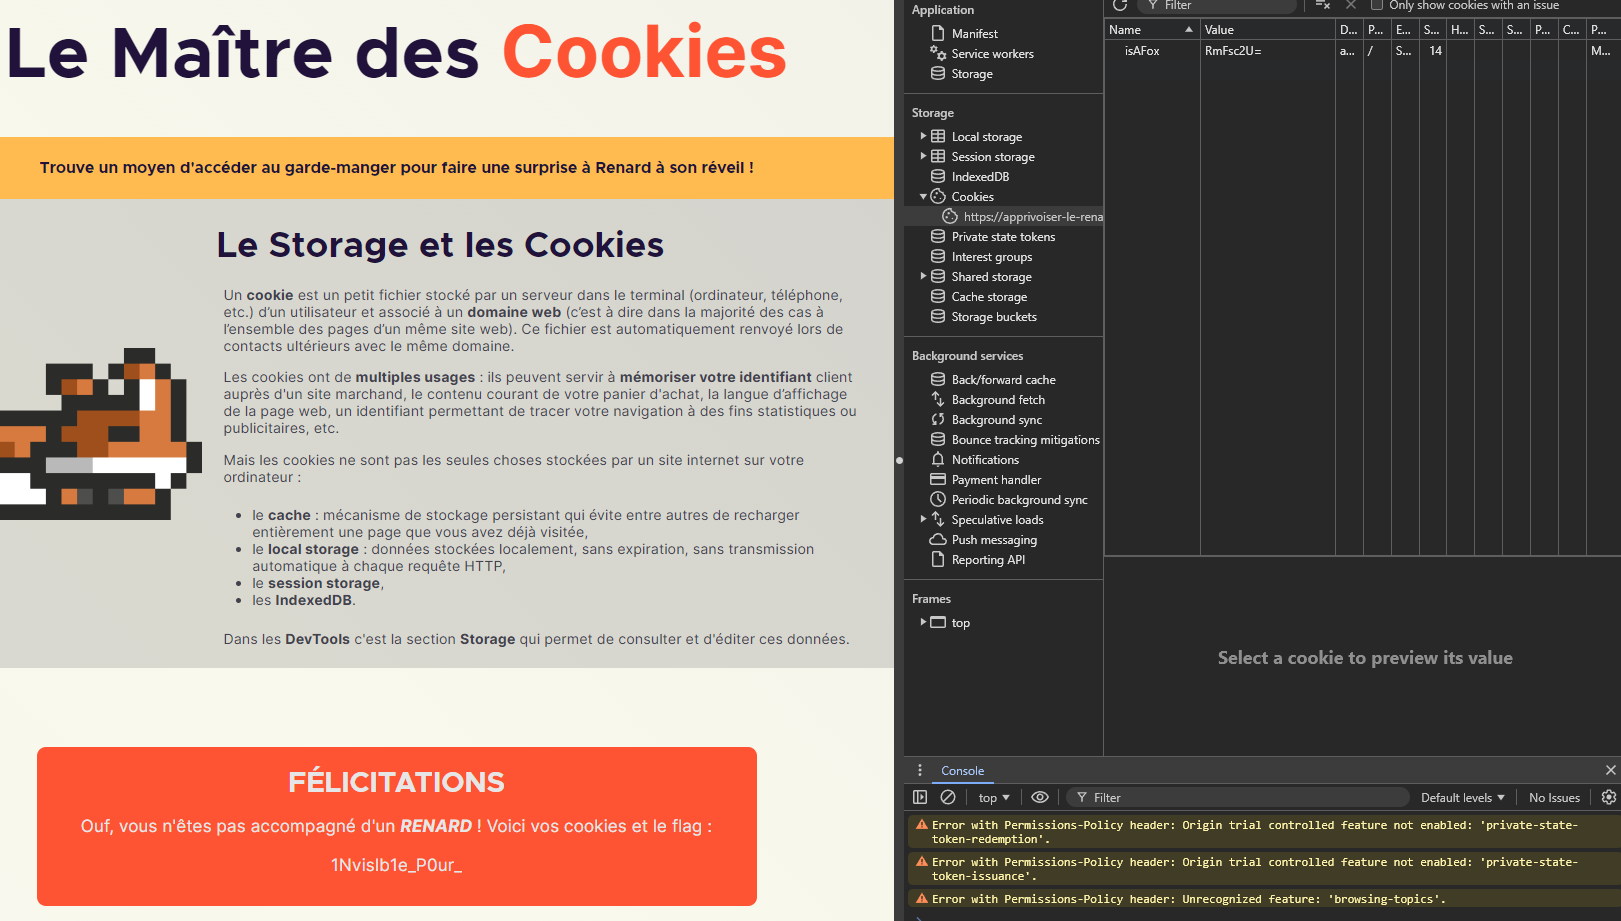 Le Maître des Cookies
Trouve un moyen d'accéder au garde-manger pour faire une surprise à Renard à son réveil !
Le Storage et les Cookies
Un cookie est un petit fichier stocké par un serveur dans le terminal (ordinateur, téléphone,
etc.) d'un utilisateur et associé à un domaine web (c'est à dire dans la majorité des cas à
l'ensemble des pages d'un même site web). Ce fichier est automatiquement renvoyé lors de
contacts ultérieurs avec le même domaine.
Les cookies ont de multiples usages : ils peuvent servir à mémoriser votre identifiant client
auprès d'un site marchand, le contenu courant de votre panier d'achat, la langue d'affichage
de la page web, un identifiant permettant de tracer votre navigation à des fins statistiques ou
publicitaires, etc.
Mais les cookies ne sont pas les seules choses stockées par un site internet sur votre
ordinateur :
• le cache : mécanisme de stockage persistant qui évite entre autres de recharger
entièrement une page que vous avez déjà visitée,
• le local storage : données stockées localement, sans expiration, sans transmission
automatique à chaque requête HTTP,
• le session storage,
• les IndexedDB.
Dans les DevTools c'est la section Storage qui permet de consulter et d'éditer ces données.
FÉLICITATIONS
Ouf, vous n'êtes pas accompagné d'un RENARD ! Voici vos cookies et le flag :
1NvisIb1e_P0ur_
Application
Manifest
Service workers
Storage
Storage
Local storage
Session storage
IndexedDB
Cookies
https://apprivoiser-le-rena
Private state tokens
Interest groups
Shared storage
Cache storage
Storage buckets
Background services
Back/forward cache
Background fetch
Background sync
Bounce tracking mitigations
Notifications
Payment handler
Periodic background sync
Speculative loads
Push messaging
Reporting API
Frames
top
Filter
Only show cookies with an issue
Name Value D... P... E... S... H... S... S... P... C... P...
isAFox RmFsc2U= a... / S... 14 M...
Select a cookie to preview its value
Console
top Filter Default levels No Issues
Error with Permissions-Policy header: Origin trial controlled feature not enabled: 'private-state-
token-redemption'.
Error with Permissions-Policy header: Origin trial controlled feature not enabled: 'private-state-
token-issuance'.
Error with Permissions-Policy header: Unrecognized feature: 'browsing-topics'.